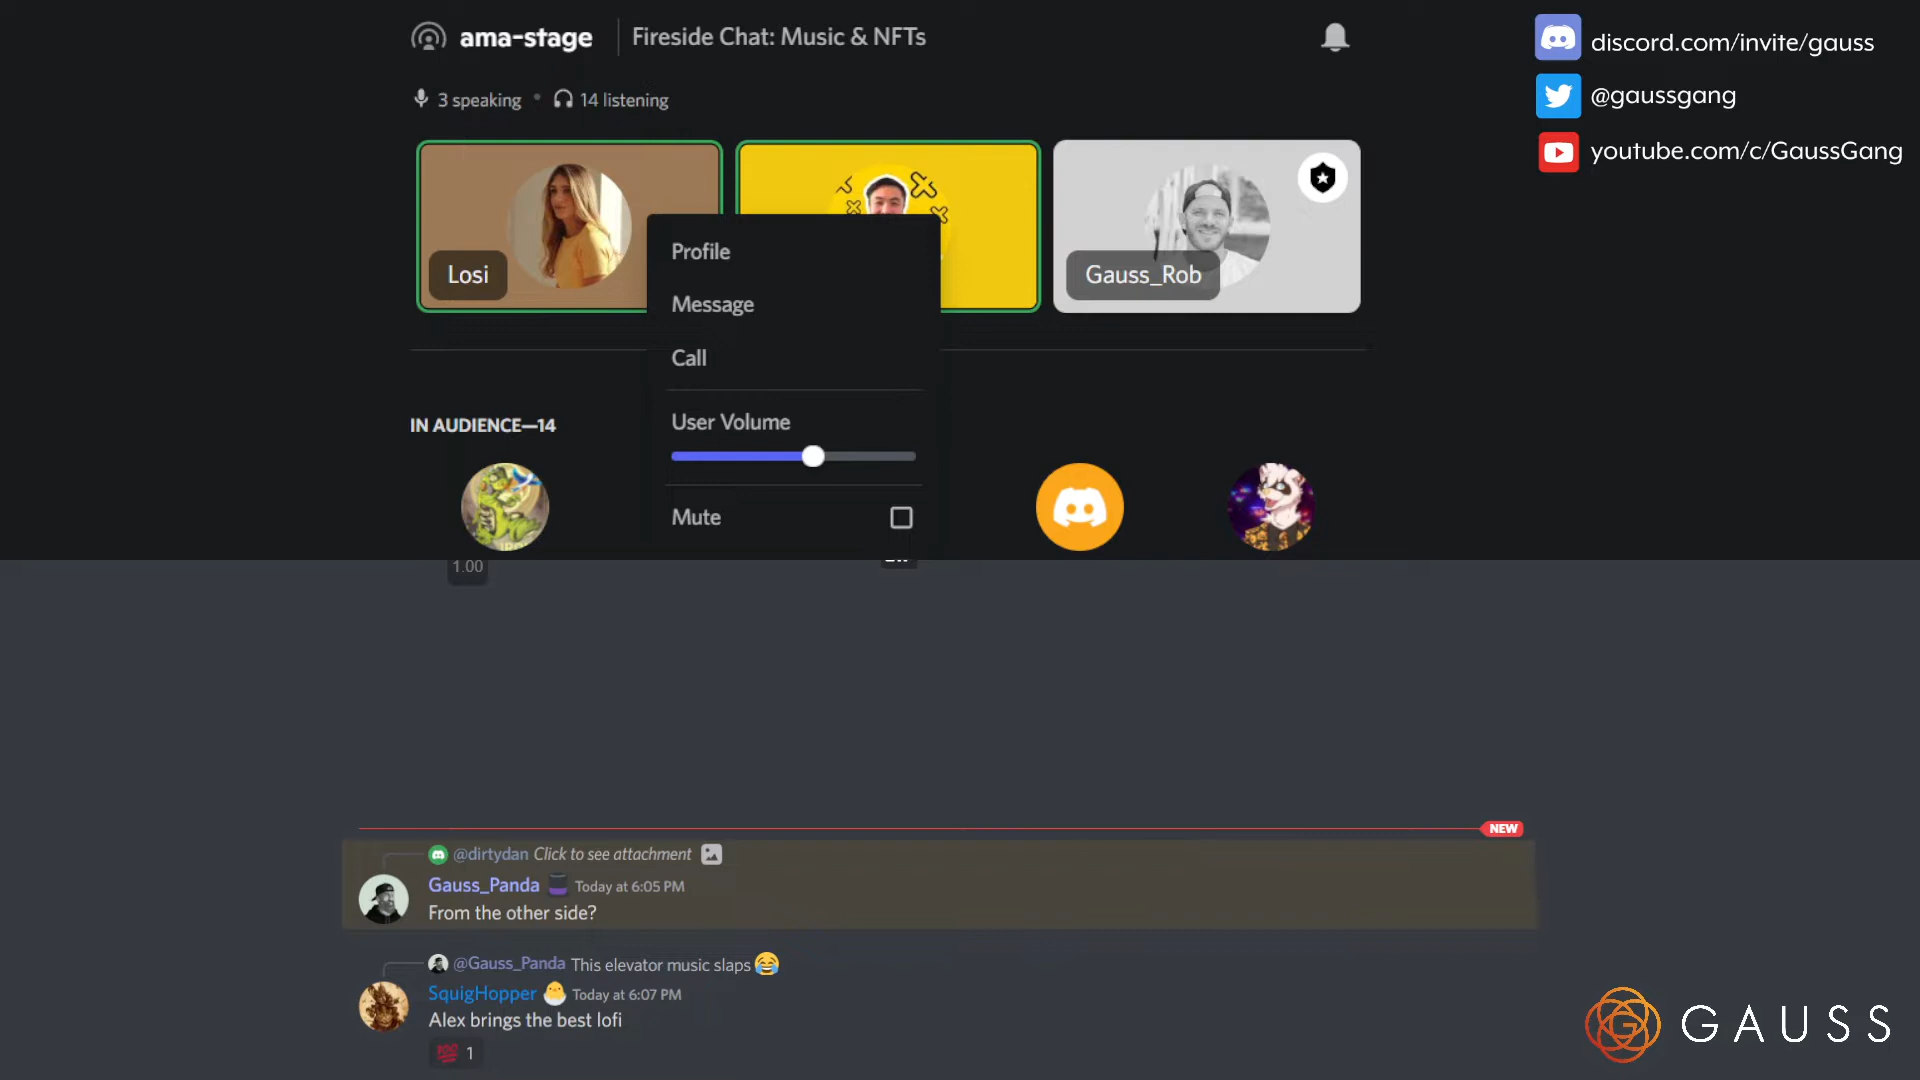 ama-stage
Fireside Chat: Music & NFTs
discord.com/invite/gauss
@gaussgang
youtube.com/c/GaussGang
3 speaking • 14 listening
Losi
Gauss_Rob
Profile
Message
Call
User Volume
Mute
IN AUDIENCE—14
1.00
NEW
@dirtydan Click to see attachment
Gauss_Panda Today at 6:05 PM
From the other side?
@Gauss_Panda This elevator music slaps 😂
SquigHopper 🐣 Today at 6:07 PM
Alex brings the best lofi
💯 1
GAUSS